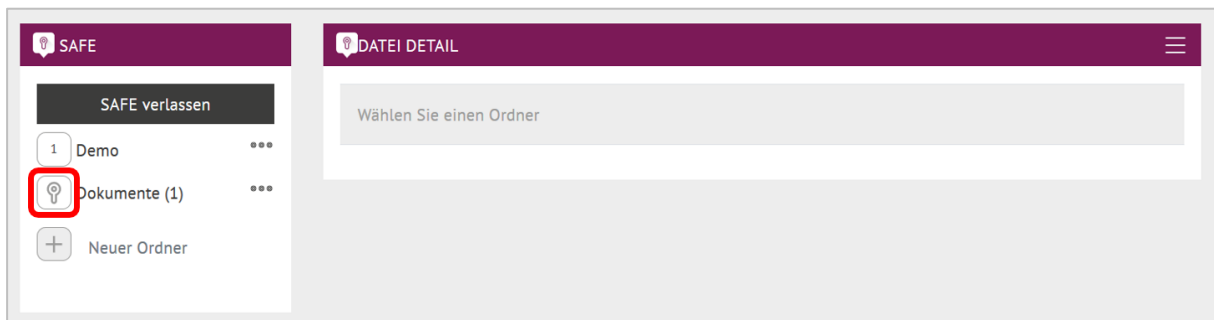 SAFE
SAFE verlassen
1 Demo
Dokumente (1)
Neuer Ordner
DATEI DETAIL
Wählen Sie einen Ordner